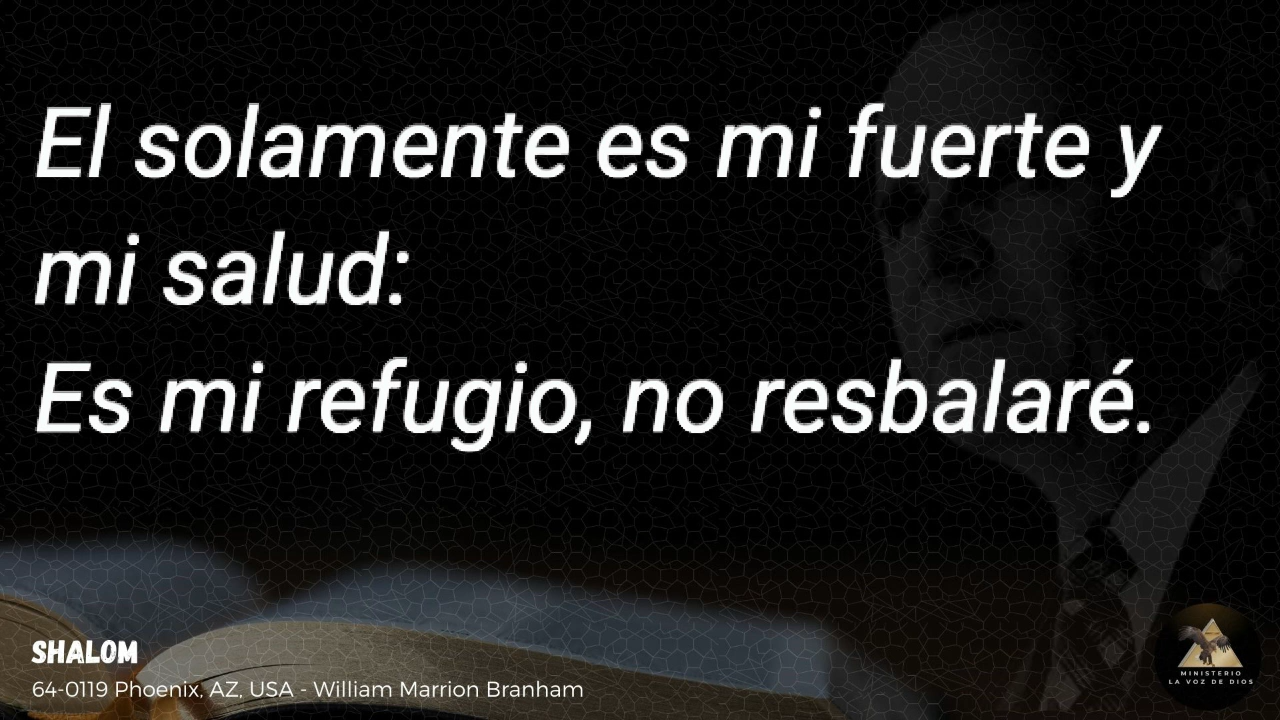 El solamente es mi fuerte y
mi salud:
Es mi refugio, no resbalaré.
SHALOM
64-0119 Phoenix, AZ, USA - William Marrion Branham
MINISTERIO
LA VOZ DE DIOS